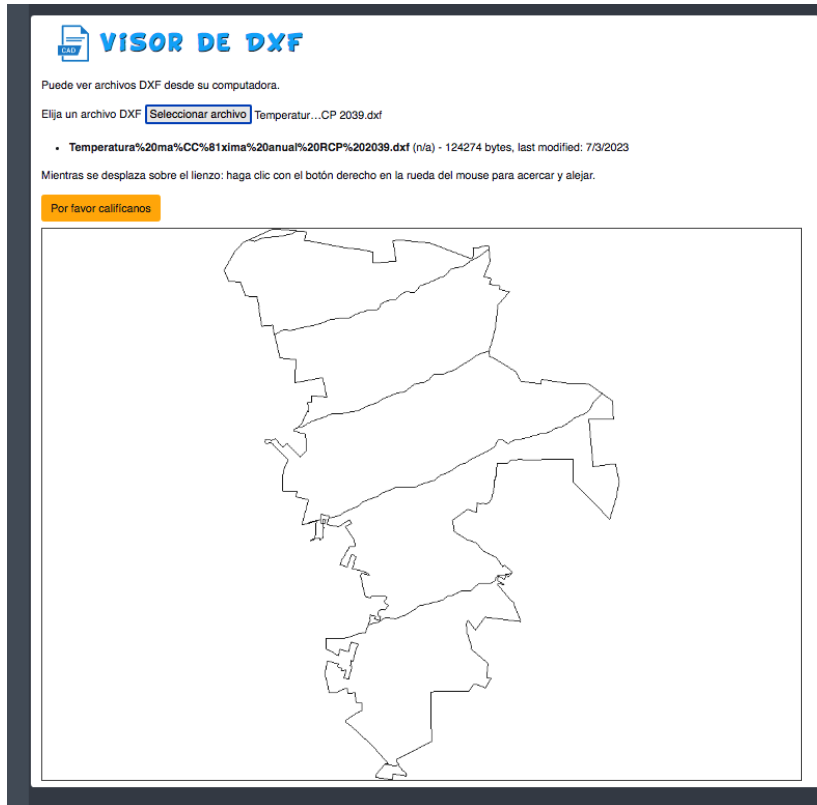 CAD
VISOR DE DXF
Puede ver archivos DXF desde su computadora.
Elija un archivo DXF Seleccionar archivo Temperatur...CP 2039.dxf
• Temperatura%20ma%CC%81xima%20anual%20RCP%202039.dxf (n/a) - 124274 bytes, last modified: 7/3/2023
Mientras se desplaza sobre el lienzo: haga clic con el botón derecho en la rueda del mouse para acercar y alejar.
Por favor califícanos